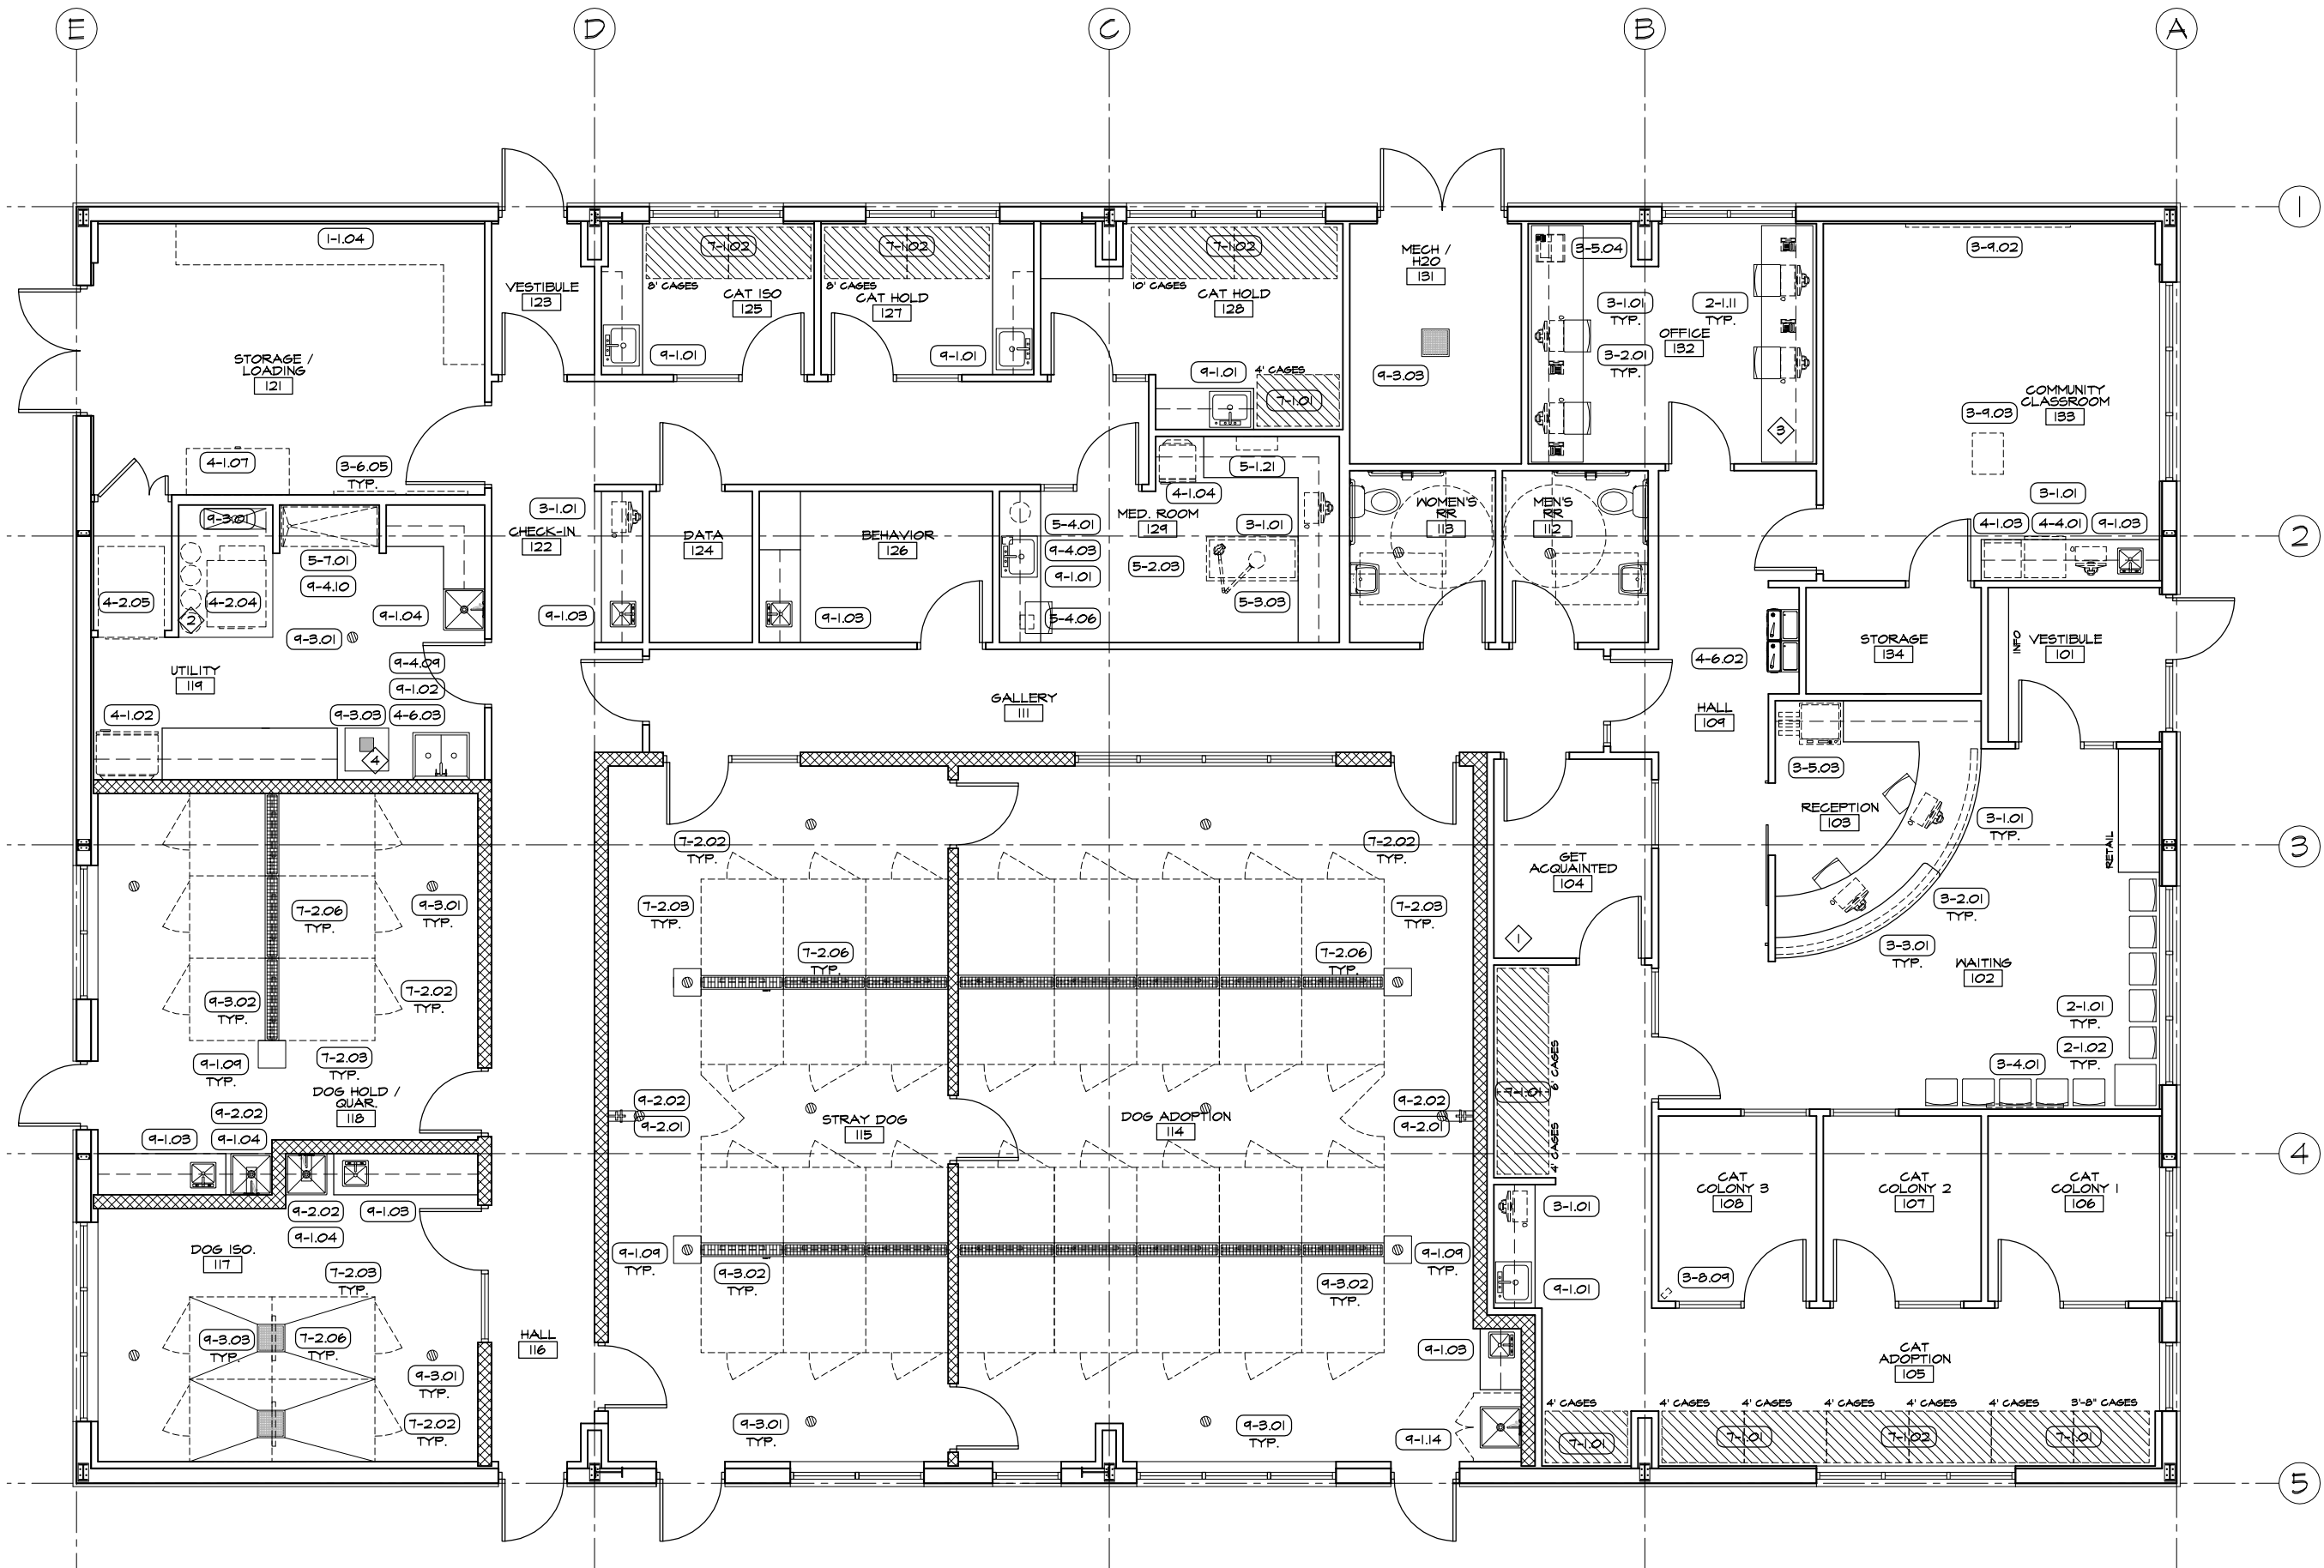 E
D
C
B
A
1
2
3
4
5
1-1.04
STORAGE /
LOADING
121
4-1.07
3-6.05
TYP.
VESTIBULE
123
7-1.02
8' CAGES
CAT ISO
125
9-1.01
7-1.02
8' CAGES
CAT HOLD
127
9-1.01
7-1.02
10' CAGES
CAT HOLD
128
9-1.01
4' CAGES
7-1.01
MECH /
H2O
131
9-3.03
3-5.04
3-1.01
TYP.
2-1.11
TYP.
OFFICE
132
3-2.01
TYP.
3
3-9.02
COMMUNITY
CLASSROOM
133
3-9.03
3-1.01
4-1.03
4-4.01
9-1.03
9-3.01
5-7.01
9-4.10
4-2.05
4-2.04
2
9-1.04
9-3.01
UTILITY
119
9-4.09
9-1.02
4-1.02
9-3.03
4-6.03
4
3-1.01
CHECK-IN
122
9-1.03
DATA
124
BEHAVIOR
126
9-1.03
5-1.21
4-1.04
MED. ROOM
129
5-4.01
9-4.03
9-1.01
3-1.01
5-2.03
5-3.03
5-4.06
WOMEN'S
RR
113
MEN'S
RR
112
4-6.02
STORAGE
134
INFO
VESTIBULE
101
GALLERY
111
HALL
109
3-5.03
RECEPTION
103
3-1.01
TYP.
RETAIL
3-2.01
TYP.
3-3.01
TYP.
WAITING
102
2-1.01
TYP.
2-1.02
TYP.
3-4.01
GET
ACQUAINTED
104
1
7-2.06
TYP.
9-3.01
TYP.
9-3.02
TYP.
7-2.02
TYP.
9-1.09
TYP.
7-2.03
TYP.
DOG HOLD /
QUAR.
118
9-2.02
9-1.03
9-1.04
9-2.02
9-1.03
9-1.04
DOG ISO.
117
7-2.03
TYP.
9-3.03
TYP.
7-2.06
TYP.
9-3.01
TYP.
7-2.02
TYP.
HALL
116
7-2.02
TYP.
7-2.03
TYP.
7-2.06
TYP.
9-2.02
9-2.01
STRAY DOG
115
9-1.09
TYP.
9-3.02
TYP.
9-3.01
TYP.
7-2.02
TYP.
7-2.03
TYP.
7-2.06
TYP.
DOG ADOPTION
114
9-2.02
9-2.01
9-1.09
TYP.
9-3.02
TYP.
9-3.01
TYP.
9-1.03
9-1.14
6' CAGES
7-1.01
4' CAGES
3-1.01
9-1.01
CAT
COLONY 3
108
CAT
COLONY 2
107
CAT
COLONY 1
106
3-8.09
CAT
ADOPTION
105
4' CAGES
4' CAGES
4' CAGES
4' CAGES
4' CAGES
4' CAGES
3'-8" CAGES
7-1.01
7-1.01
7-1.02
7-1.01